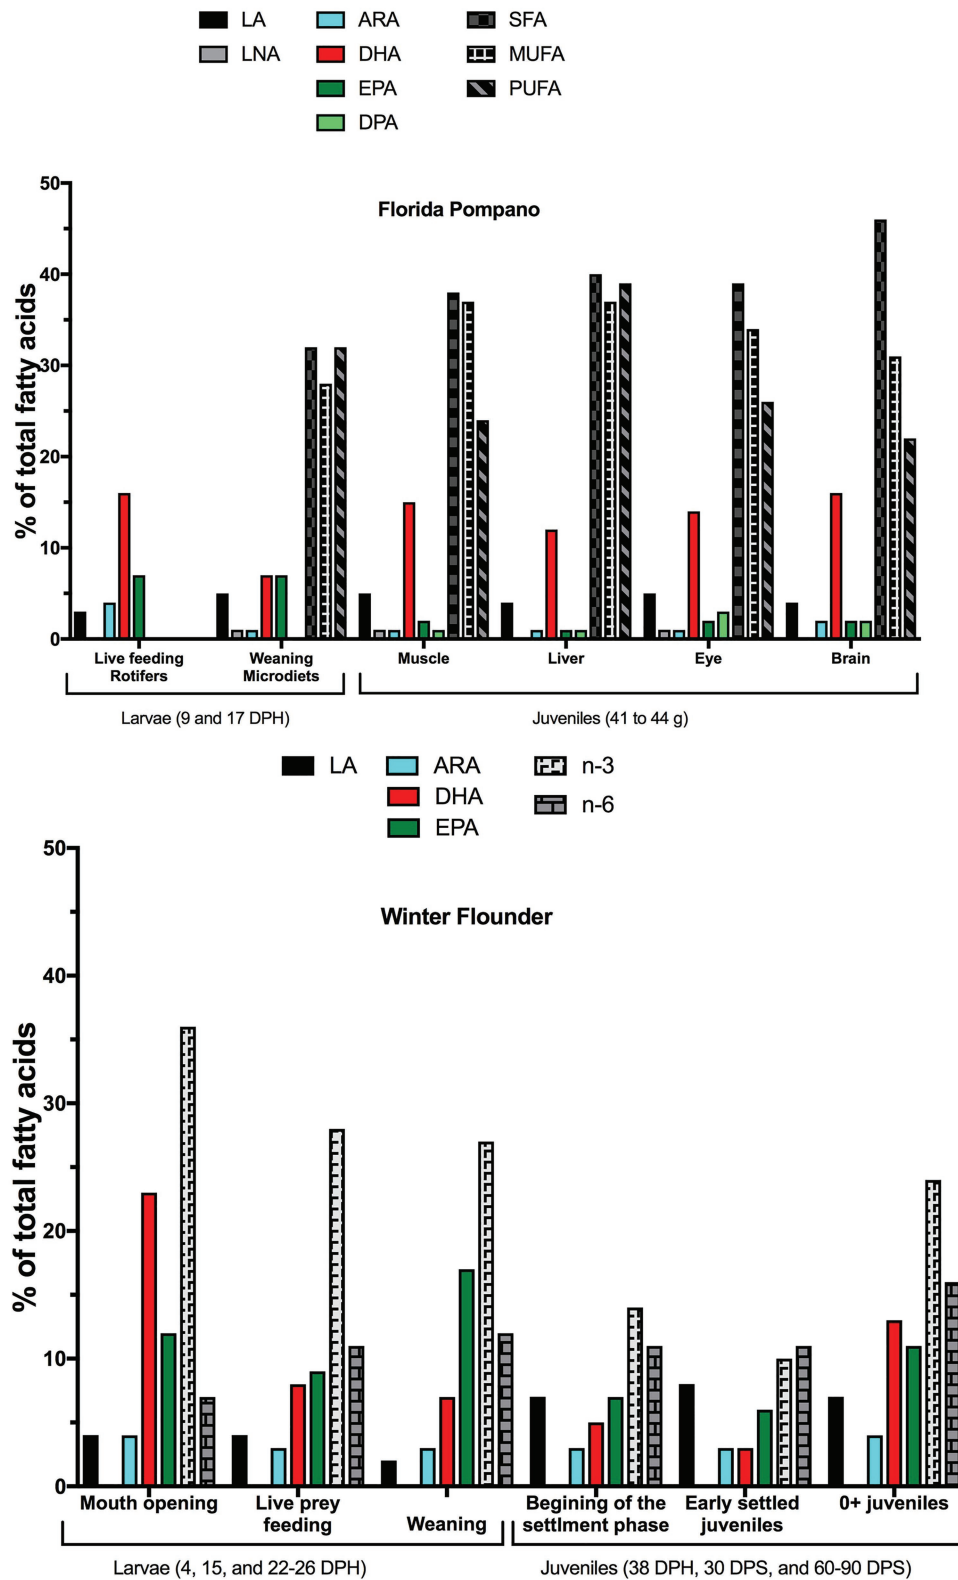 LA ARA SFA
LNA DHA MUFA
EPA PUFA
DPA
50
Florida Pompano
40
30
20
10
0
% of total fatty acids
Live feeding Weaning Muscle Liver Eye Brain
Rotifers Microdiets
Larvae (9 and 17 DPH) Juveniles (41 to 44 g)
LA ARA n-3
DHA n-6
EPA
50
Winter Flounder
40
30
20
10
0
% of total fatty acids
Mouth opening Live prey Begining of the Early settled 0+ juveniles
feeding Weaning settlment phase juveniles
Larvae (4, 15, and 22-26 DPH) Juveniles (38 DPH, 30 DPS, and 60-90 DPS)